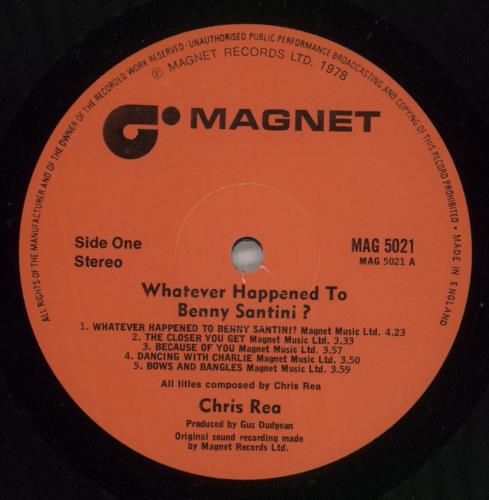 ALL RIGHTS OF THE MANUFACTURER AND OF THE OWNER OF THE RECORDED WORK RESERVED · UNAUTHORISED PUBLIC PERFORMANCE BROADCASTING AND COPYING OF THIS RECORD PROHIBITED • MADE IN ENGLAND
℗ MAGNET RECORDS LTD. 1978
MAGNET
Side One
Stereo
MAG 5021
MAG 5021 A
Whatever Happened To
Benny Santini?
1. WHATEVER HAPPENED TO BENNY SANTINI? Magnet Music Ltd. 4.23
2. THE CLOSER YOU GET Magnet Music Ltd. 3.33
3. BECAUSE OF YOU Magnet Music Ltd. 3.57
4. DANCING WITH CHARLIE Magnet Music Ltd. 3.50
5. BOWS AND BANGLES Magnet Music Ltd. 3.59
All titles composed by Chris Rea
Chris Rea
Produced by Gus Dudgeon
Original sound recording made
by Magnet Records Ltd.